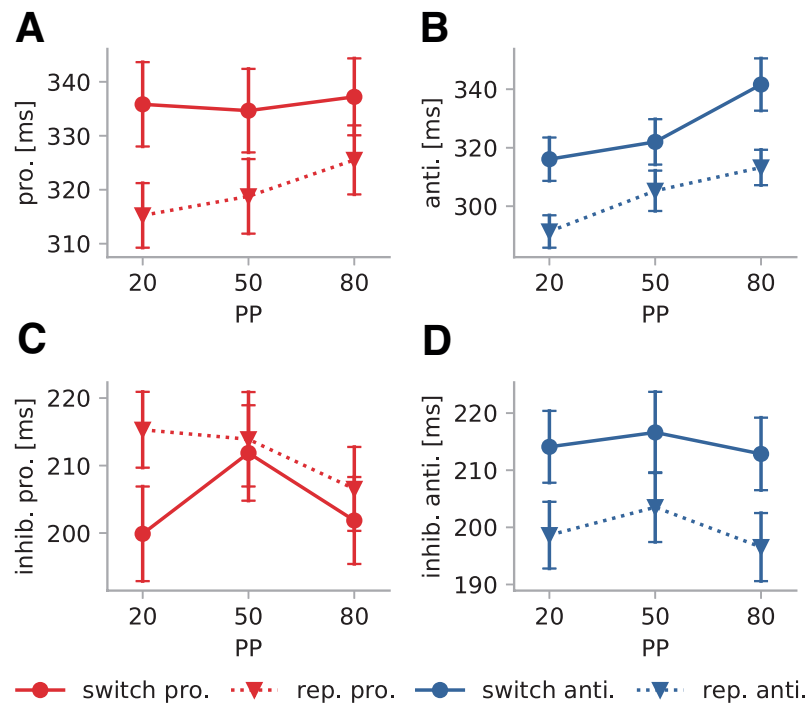 A
B
pro. [ms]
340
330
320
310
20 50 80
PP
anti. [ms]
340
320
300
20 50 80
PP
C
D
inhib. pro. [ms]
220
210
200
20 50 80
PP
inhib. anti. [ms]
220
210
200
190
20 50 80
PP
switch pro. rep. pro. switch anti. rep. anti.